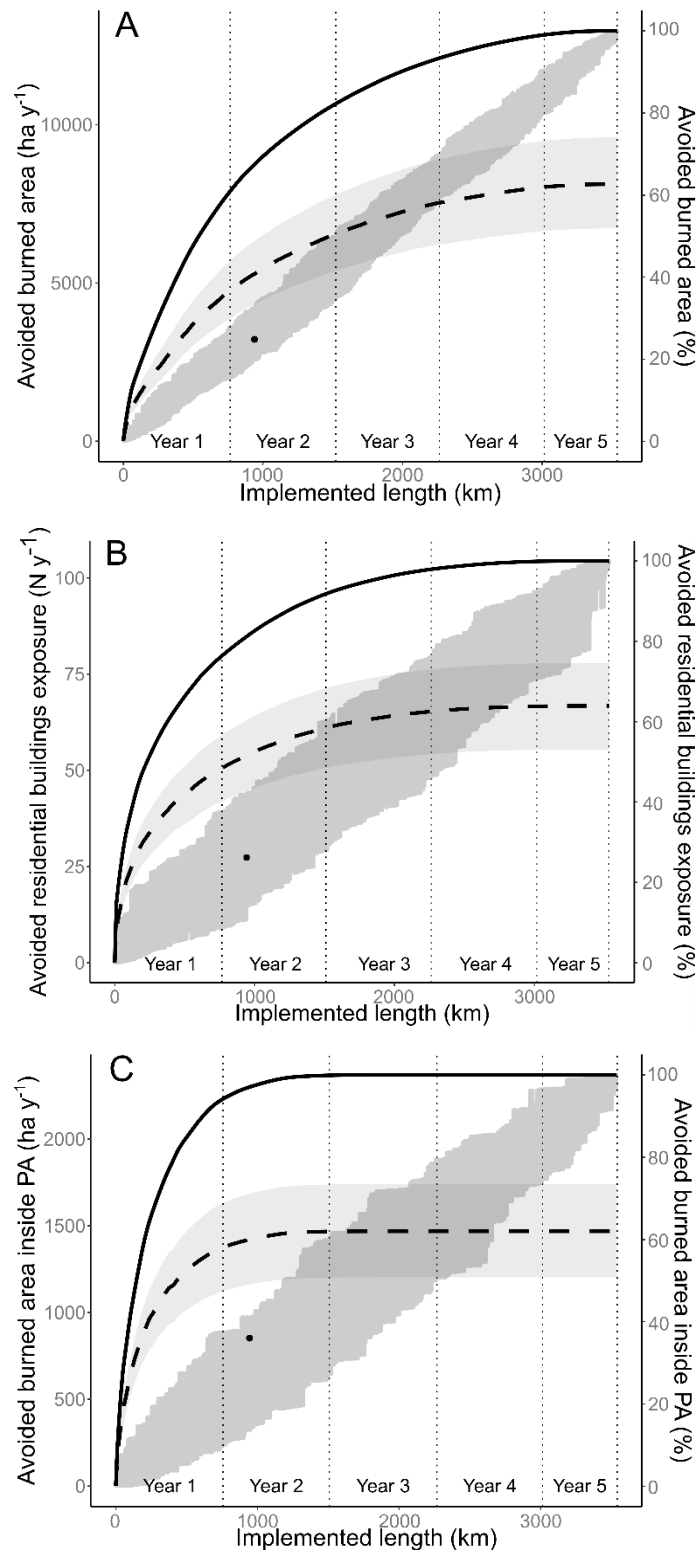 A
Avoided burned area (ha y⁻¹)
10000
5000
0
100
80
60
40
20
0
Avoided burned area (%)
Year 1
Year 2
Year 3
Year 4
Year 5
0
1000
2000
3000
Implemented length (km)
B
Avoided residential buildings exposure (N y⁻¹)
100
75
50
25
0
100
80
60
40
20
0
Avoided residential buildings exposure (%)
Year 1
Year 2
Year 3
Year 4
Year 5
0
1000
2000
3000
Implemented length (km)
C
Avoided burned area inside PA (ha y⁻¹)
2000
1500
1000
500
0
100
80
60
40
20
0
Avoided burned area inside PA (%)
Year 1
Year 2
Year 3
Year 4
Year 5
0
1000
2000
3000
Implemented length (km)